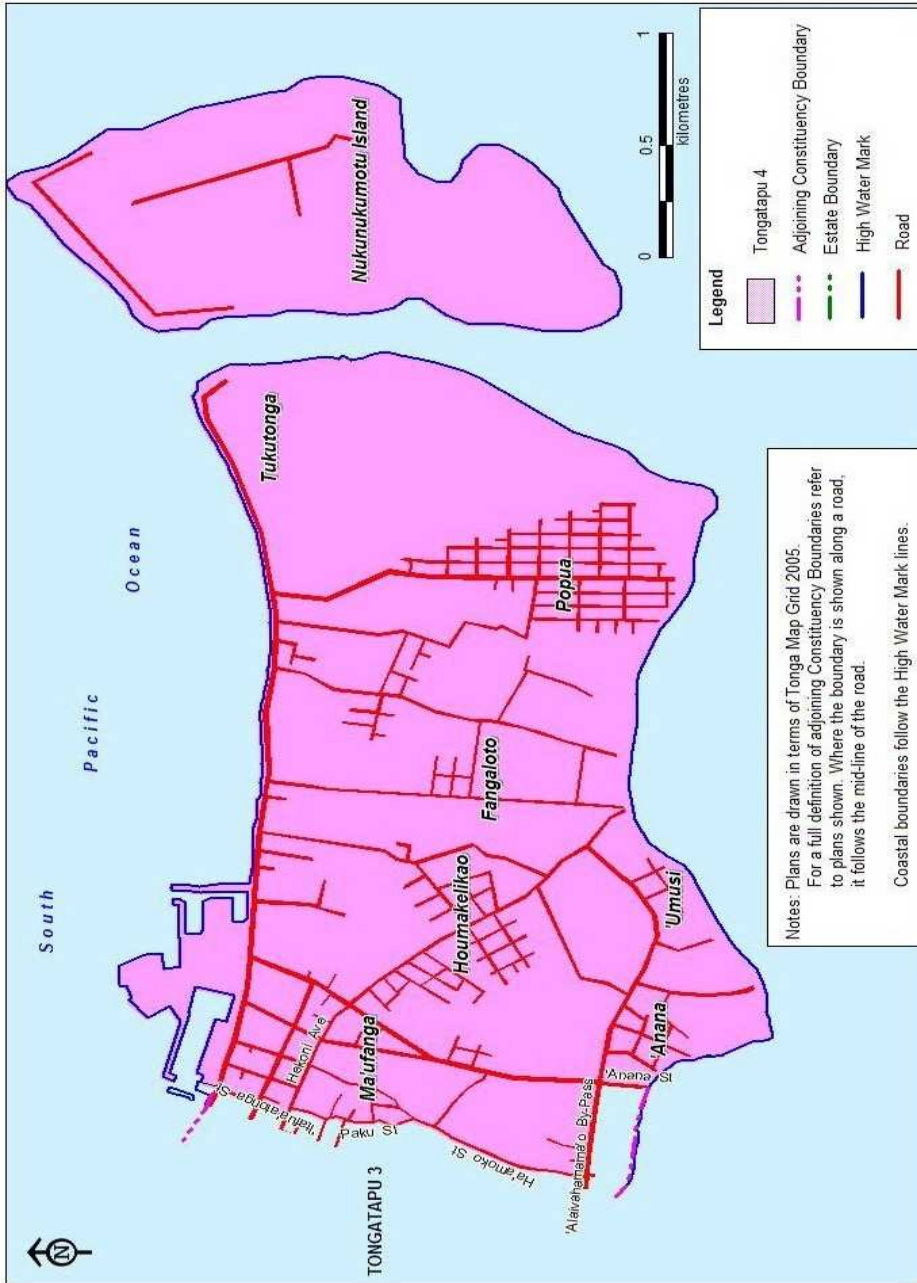 N
South
Pacific
Ocean
TONGATAPU 3
Tukutonga
Nukunukumotu Island
Hekoni Ave
Ma'ufanga
Paku St
Ha'amoko St
Houmakelikao
Fangaloto
Popua
'Alaivahamama'o By-Pass
'Anana St
'Anana
'Umusi
0 0.5 1
kilometres
Notes: Plans are drawn in terms of Tonga Map Grid 2005.
For a full definition of adjoining Constituency Boundaries refer
to plans shown. Where the boundary is shown along a road,
it follows the mid-line of the road.
Coastal boundaries follow the High Water Mark lines.
Legend
Tongatapu 4
Adjoining Constituency Boundary
Estate Boundary
High Water Mark
Road